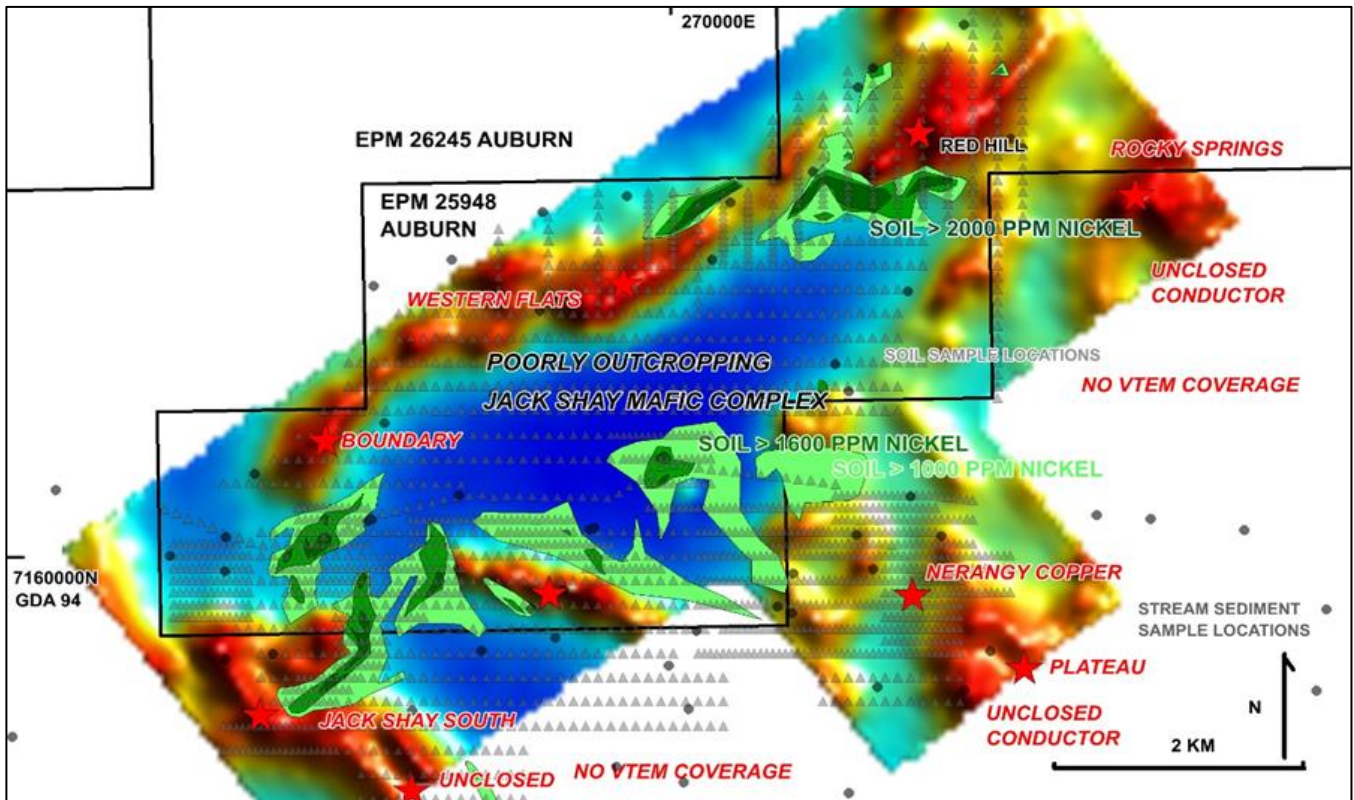 270000E
EPM 26245 AUBURN
RED HILL
ROCKY SPRINGS
EPM 25948
AUBURN
SOIL > 2000 PPM NICKEL
WESTERN FLATS
UNCLOSED
CONDUCTOR
POORLY OUTCROPPING
SOIL SAMPLE LOCATIONS
NO VTEM COVERAGE
JACK SHAY MAFIC COMPLEX
BOUNDARY
SOIL > 1600 PPM NICKEL
SOIL > 1000 PPM NICKEL
7160000N
GDA 94
NERANGY COPPER
STREAM SEDIMENT
SAMPLE LOCATIONS
PLATEAU
JACK SHAY SOUTH
UNCLOSED
CONDUCTOR
N
2 KM
UNCLOSED
NO VTEM COVERAGE